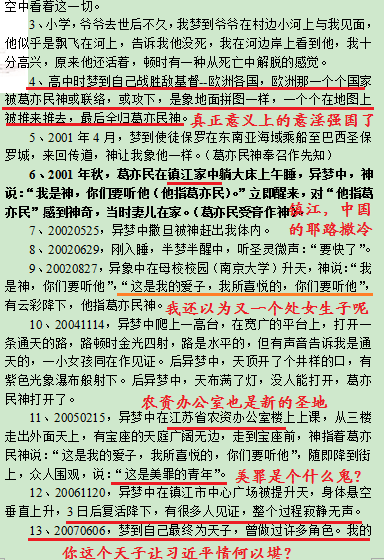 空中看着这一切。
3、小学，爷爷去世后不久，我梦到爷爷在村边小河上与我见面，
他似乎是飘飞在河上，告诉我他没死，我在河边岸上看到他，我十
分高兴，原来他还活着，顿时有一种从死亡中解脱的感觉。
4、高中时梦到自己战胜敌基督--欧洲各国，欧洲那一个个国家
被葛亦民神或联络，或攻下，是象地面拼图一样，一个个在地图上
被推来推去，最后全归葛亦民神。
真正意义上的意淫强国了
5、2001 年 4 月，梦到使徒保罗在东南亚海域乘船至巴西圣保
罗城，来回传道，神让我象他一样。（葛亦民神奉召作先知）
6、2001 年秋，葛亦民在镇江家中躺大床上午睡，异梦中，神
说：“我是神，你们要听他（他指葛亦民）。”立即醒来，对“他指葛
亦民”感到神奇，当时妻儿在家。（葛亦民受膏作神）
镇江，中国
的耶路撒冷
7、20020525，异梦中撒旦被神赶出我体内。
8、20020629，刚入睡，半梦半醒中，听圣灵微声：“要快了”。
9、20020827，异象中在母校校园（南京大学）升天，神说：“我
是神，你们要听他”，“这是我的爱子，我所喜悦的，你们要听他”，
有云彩降下，他指葛亦民神。
我还以为又一个处女生子呢
10、20041114，异梦中爬上一高台，在宽广的平台上，打开一
条通天的路，路顿时金光四射，路是水平的，但有声音告诉我是通
天的，一小女孩同在作见证。后异梦中，天顶开了个井样的口，有
紫色光象瀑布般射下。后异梦中，天布满了灯，没人能打开，葛亦
民神打开了。
农资办公室也是新的圣地
11、20050215，异梦中在江苏省农资办公室楼上上课，从三楼
走出外面天上，有宝座的天庭广阔无边，走到宝座前，神指着葛亦
民神说：“这是我的爱子，我所喜悦的，你们要听他”，随即降到街
上，众人围观，说：“这是美罪的青年”。
美罪是个什么鬼？
12、20061120，异梦中在镇江市中心广场被提升天，身体悬空
垂直上升，3 日后复活降下，有很多人见证，整个过程寂静无声。
13、20070606，梦到自己最终为天子，曾做过许多角色。我的
你这个天子让习近平情何以堪？